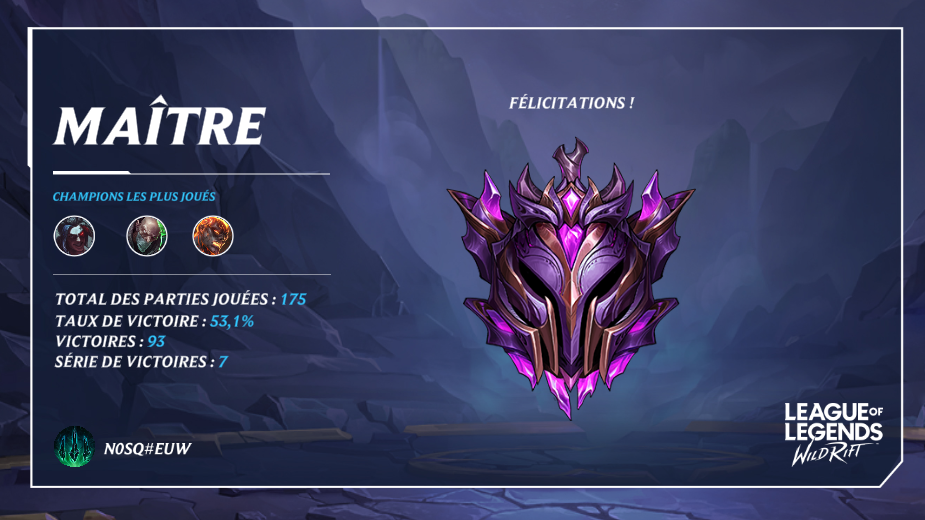 MAÎTRE
FÉLICITATIONS !
CHAMPIONS LES PLUS JOUÉS
TOTAL DES PARTIES JOUÉES : 175
TAUX DE VICTOIRE : 53,1%
VICTOIRES : 93
SÉRIE DE VICTOIRES : 7
N0SQ#EUW
LEAGUE OF
LEGENDS
WILD RIFT